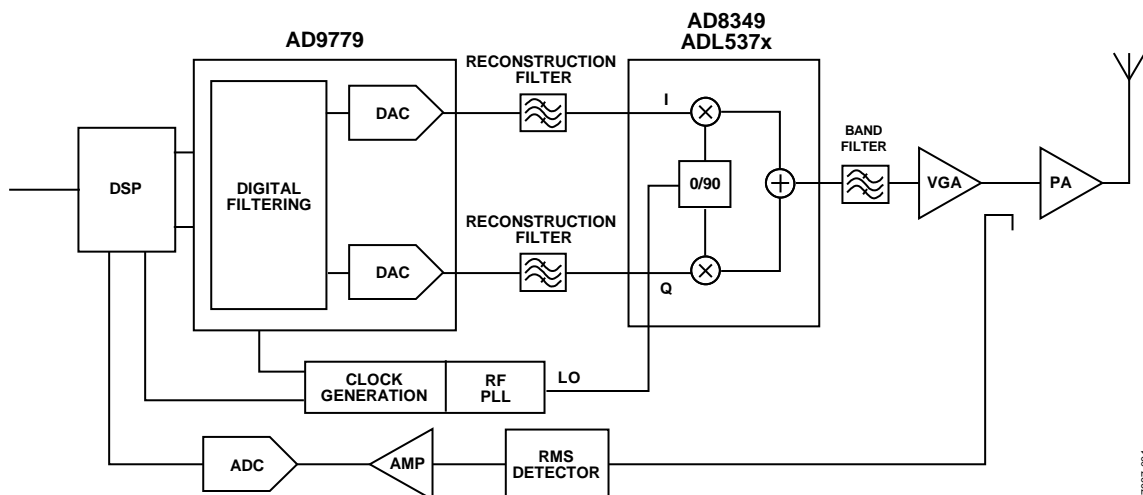 AD9779
AD8349
ADL537x
RECONSTRUCTION
FILTER
DAC
I
BAND
FILTER
DSP
DIGITAL
FILTERING
0/90
VGA
PA
RECONSTRUCTION
FILTER
DAC
Q
CLOCK
GENERATION
RF
PLL
LO
ADC
AMP
RMS
DETECTOR